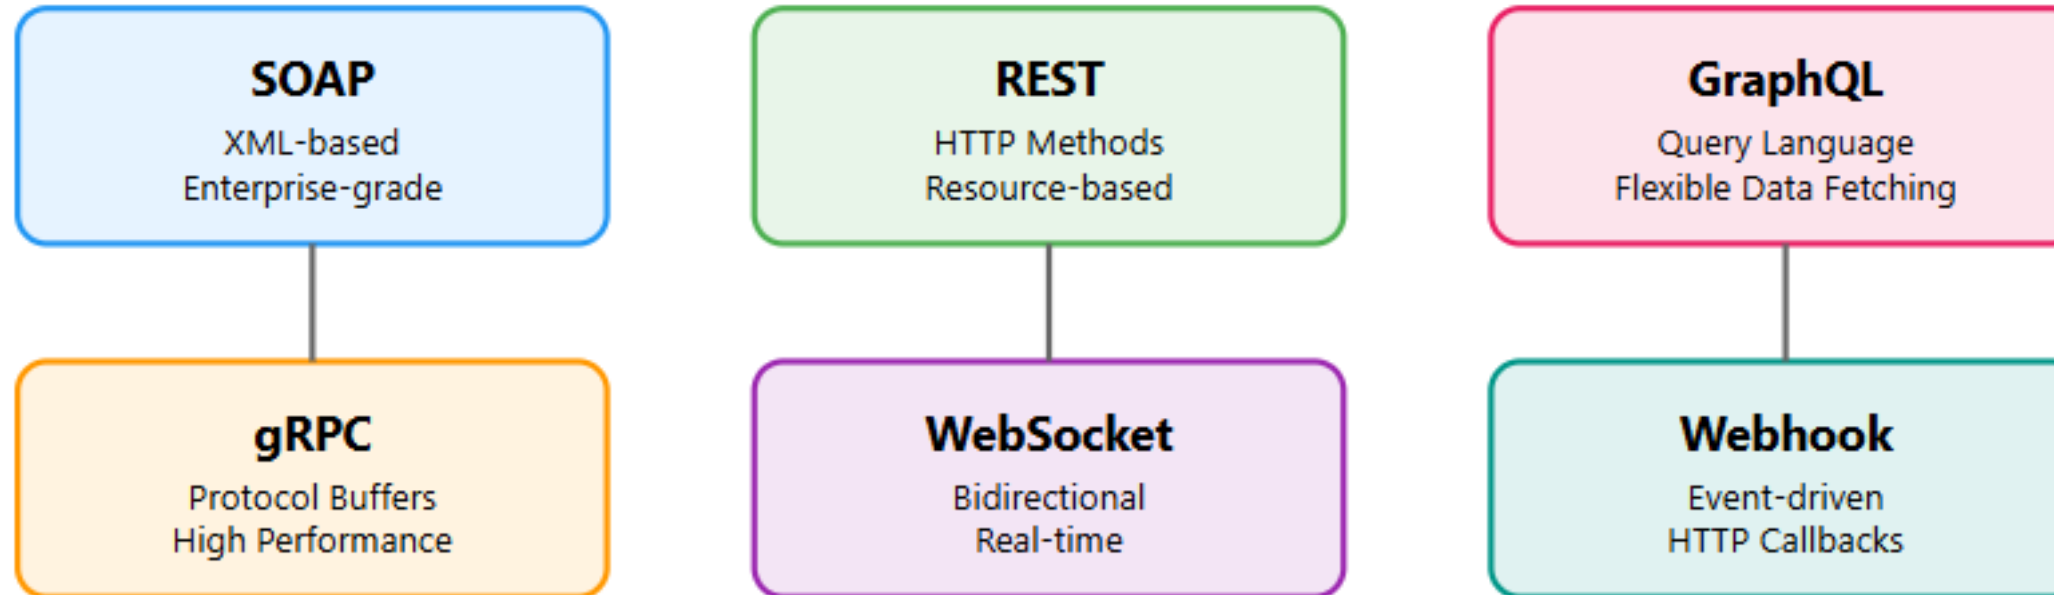 SOAP
XML-based
Enterprise-grade
REST
HTTP Methods
Resource-based
GraphQL
Query Language
Flexible Data Fetching
gRPC
Protocol Buffers
High Performance
WebSocket
Bidirectional
Real-time
Webhook
Event-driven
HTTP Callbacks